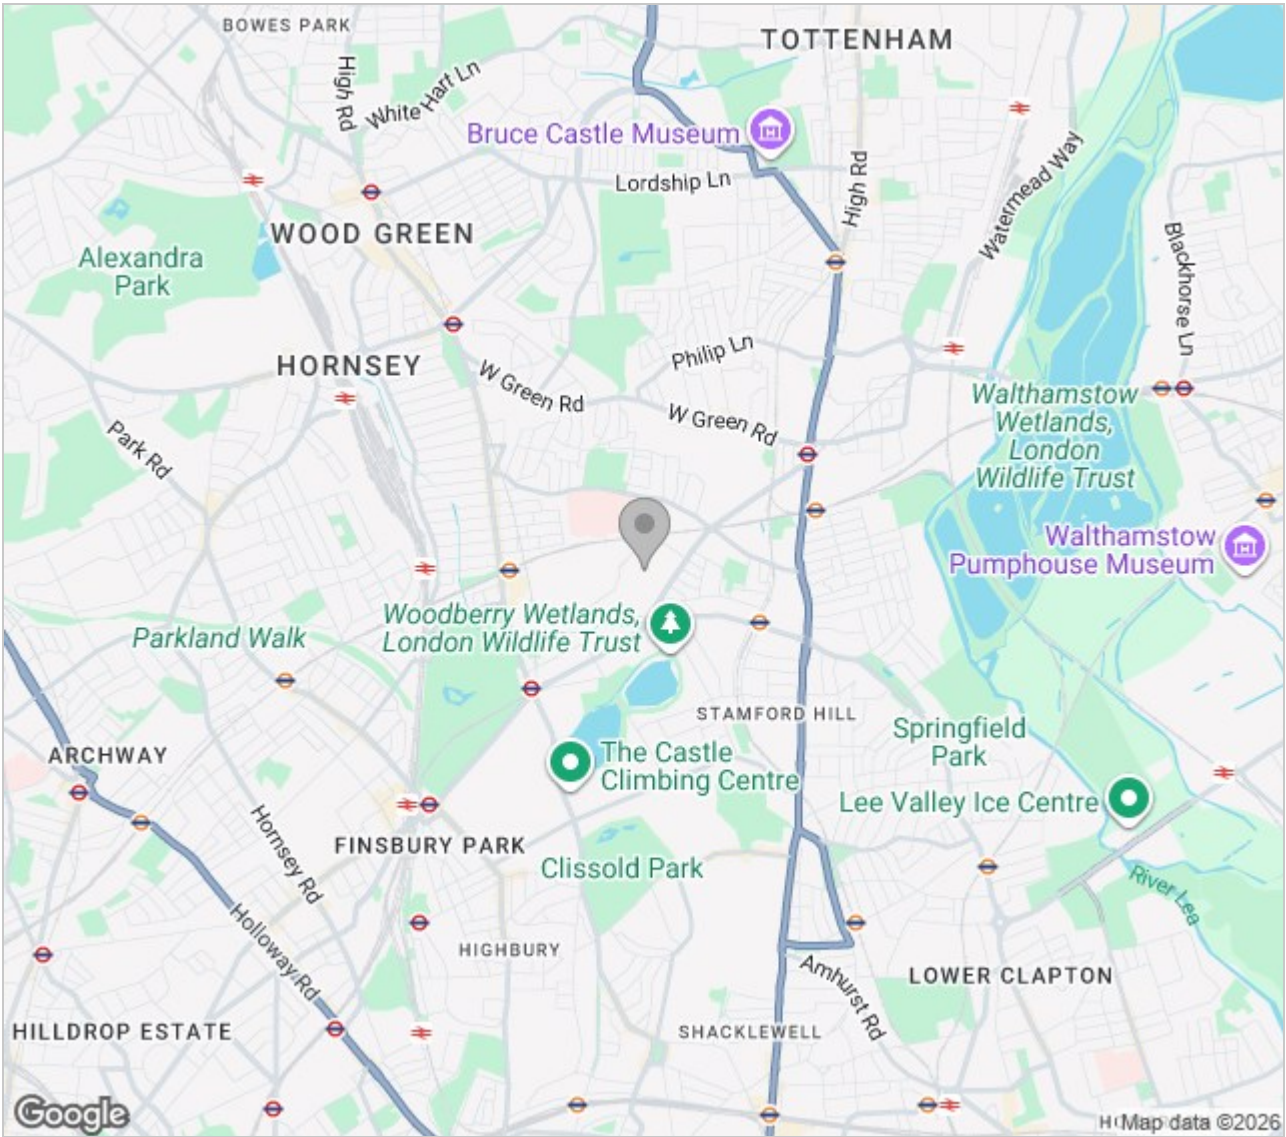 BOWES PARK
TOTTENHAM
High Rd
White Hart Ln
Bruce Castle Museum
Lordship Ln
High Rd
Watermead Way
WOOD GREEN
Alexandra
Park
Blackhorse Ln
HORNSEY
Philip Ln
W Green Rd
W Green Rd
Walthamstow
Wetlands,
London
Wildlife Trust
Park Rd
Walthamstow
Pumphouse Museum
Woodberry Wetlands,
London Wildlife Trust
Parkland Walk
STAMFORD HILL
Springfield
Park
ARCHWAY
The Castle
Climbing Centre
Lee Valley Ice Centre
Hornsey Rd
FINSBURY PARK
Clissold Park
River Lea
Holloway Rd
HIGHBURY
Amhurst Rd
LOWER CLAPTON
HILLDROP ESTATE
SHACKLEWELL
Google
Map data ©2026